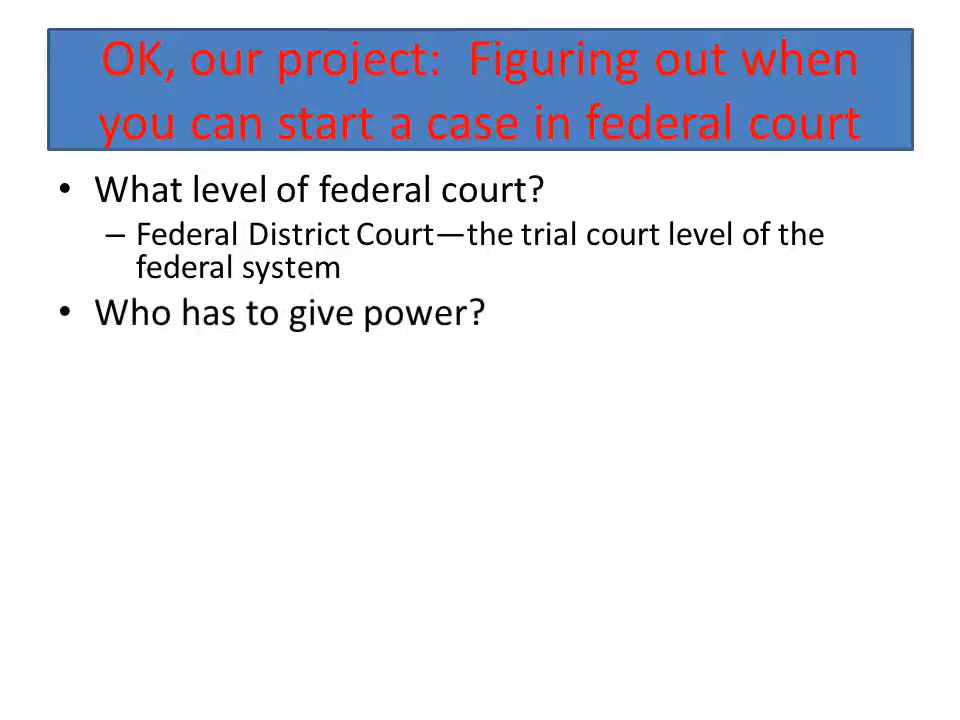 OK, our project:  Figuring out when
you can start a case in federal court
• What level of federal court?
– Federal District Court—the trial court level of the
federal system
• Who has to give power?